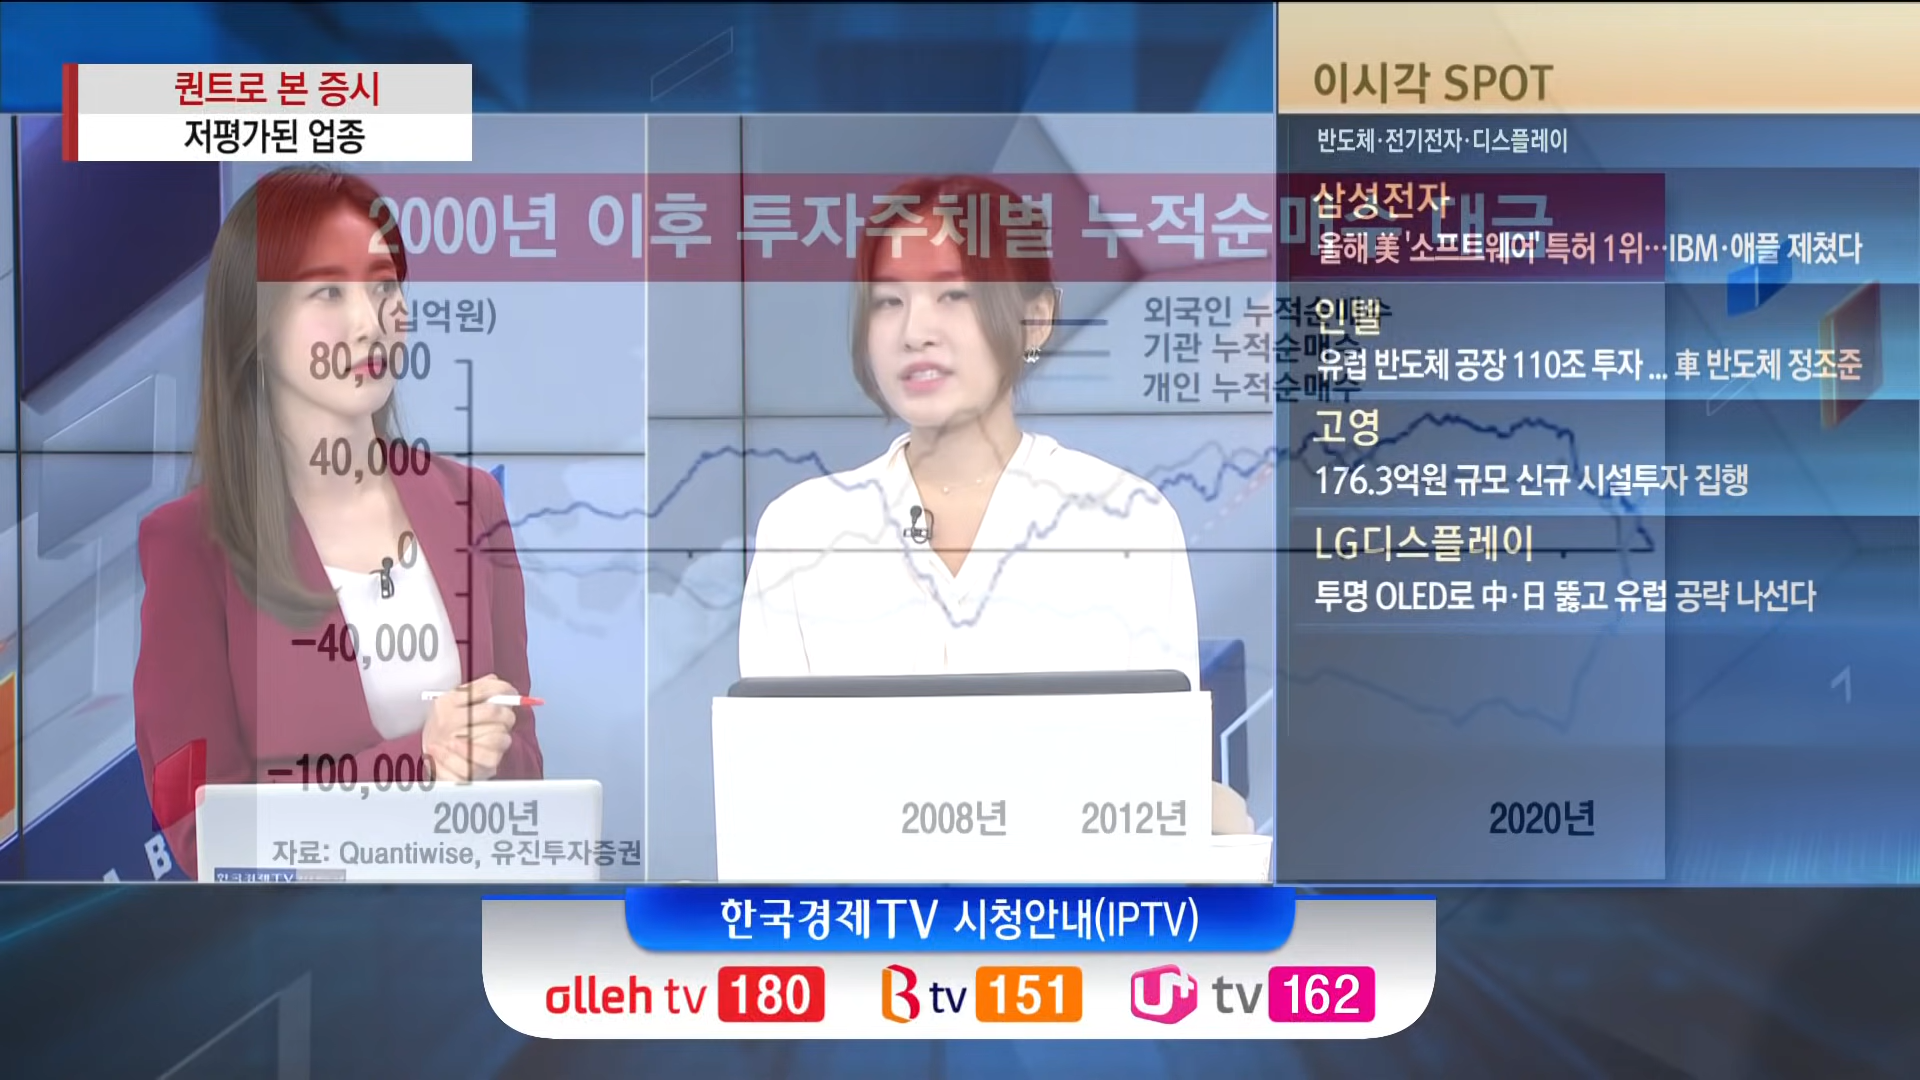 퀀트로 본 증시
저평가된 업종
이시각 SPOT
반도체·전기전자·디스플레이
삼성전자
올해 美 '소프트웨어' 특허 1위…IBM·애플 제쳤다
인텔
유럽 반도체 공장 110조 투자... 車 반도체 정조준
고영
176.3억원 규모 신규 시설투자 집행
LG디스플레이
투명 OLED로 中·日 뚫고 유럽 공략 나선다
2000년 이후 투자주체별 누적순매수 대금
(십억원)
외국인 누적순매수
기관 누적순매수
개인 누적순매수
80,000
40,000
0
-40,000
-100,000
2000년
2008년
2012년
2020년
자료: Quantiwise, 유진투자증권
한국경제TV
한국경제TV 시청안내(IPTV)
olleh tv 180
B tv 151
U+ tv 162